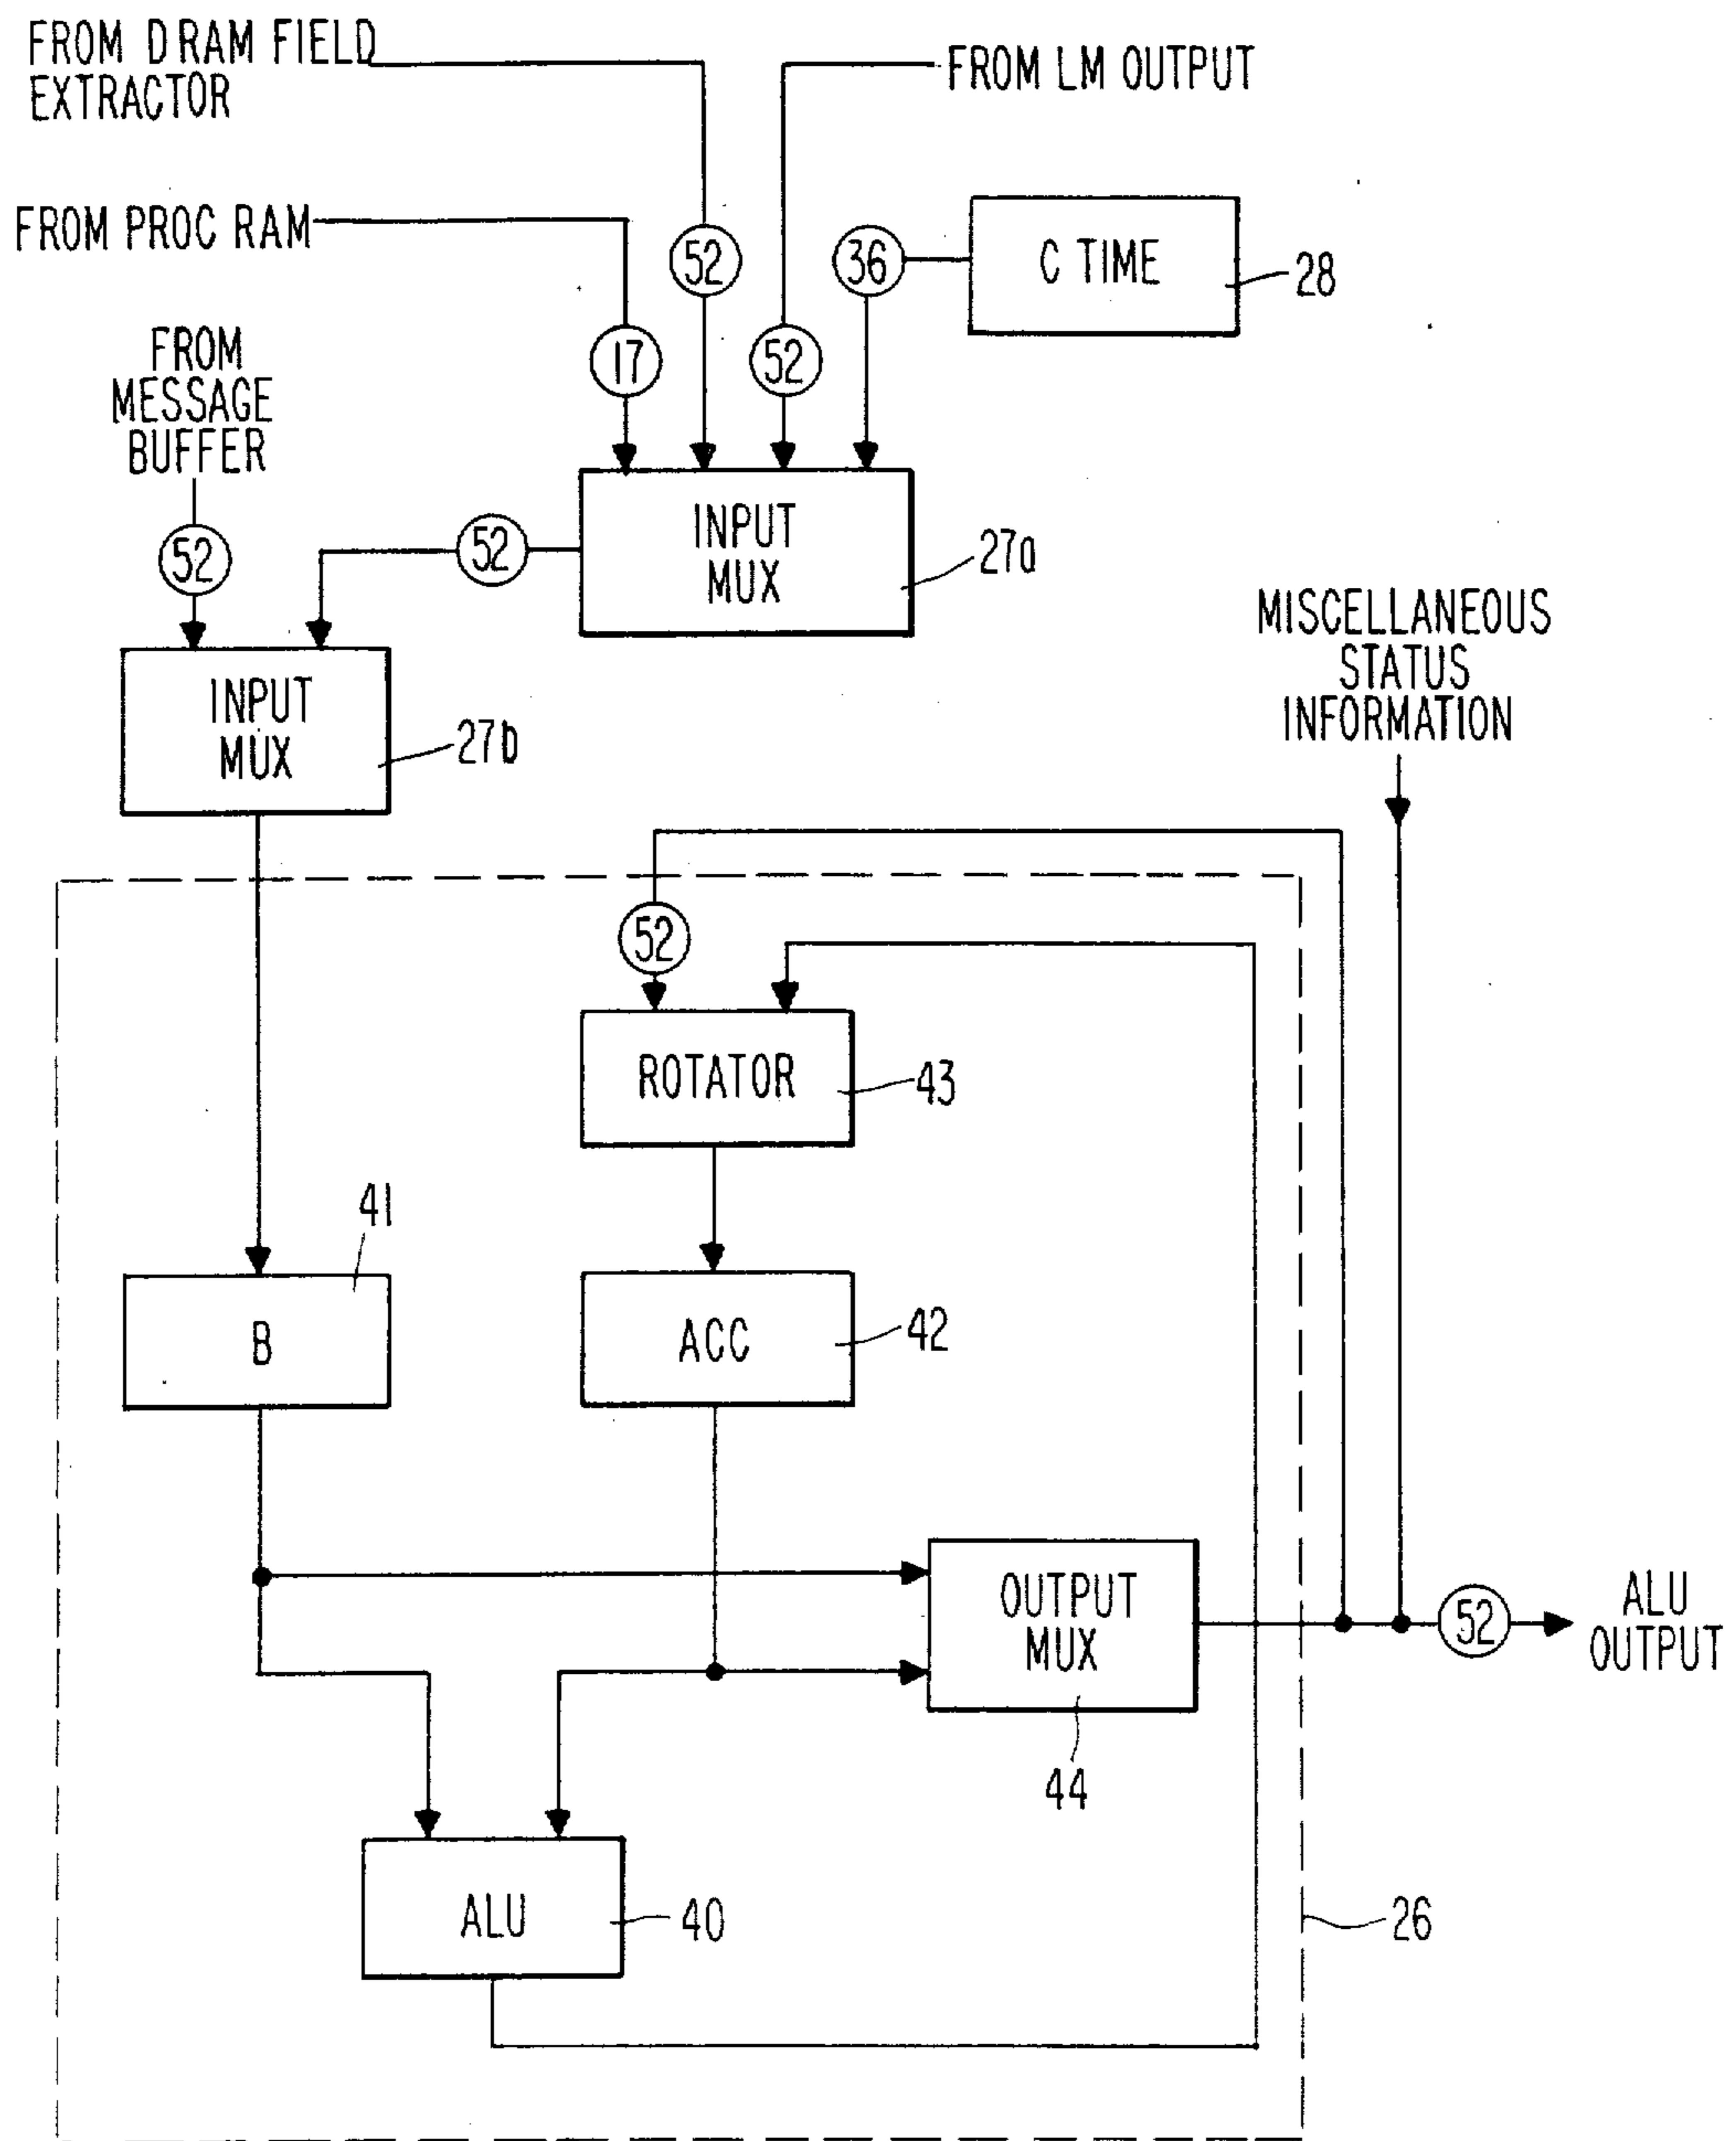 FROM DRAM FIELD
EXTRACTOR
FROM LM OUTPUT
FROM PROC RAM
52
36
C TIME
28
17
52
FROM
MESSAGE
BUFFER
52
52
INPUT
MUX
27a
INPUT
MUX
27b
MISCELLANEOUS
STATUS
INFORMATION
52
ROTATOR
43
41
B
ACC
42
OUTPUT
MUX
44
52
ALU
OUTPUT
ALU
40
26